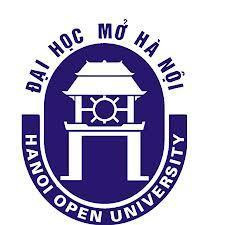 ĐẠI HỌC MỞ HÀ NỘI
HANOI OPEN UNIVERSITY